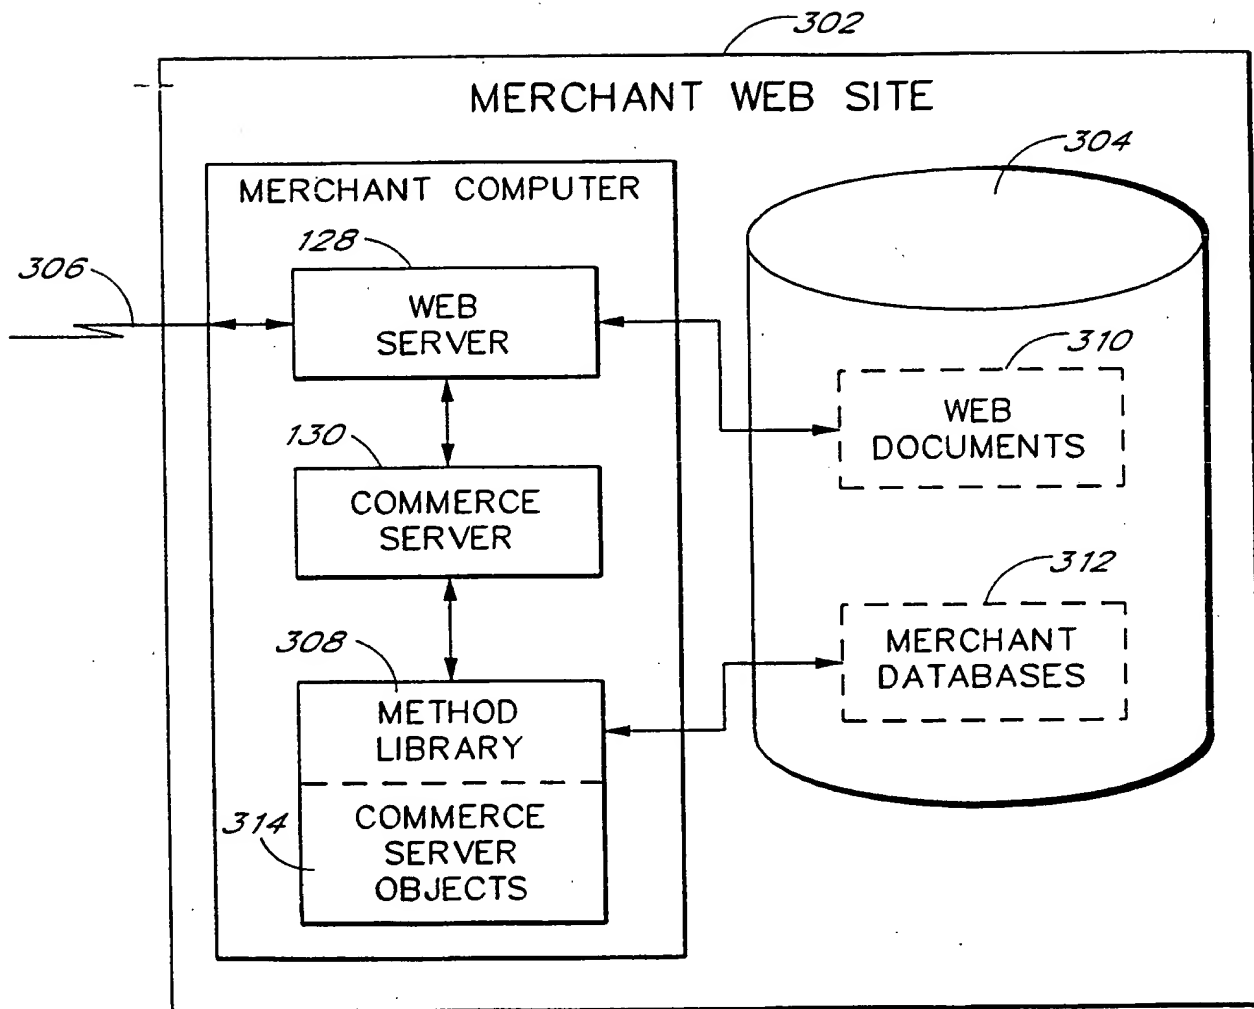 302
MERCHANT WEB SITE
304
MERCHANT COMPUTER
128
306
WEB
SERVER
310
WEB
DOCUMENTS
130
COMMERCE
SERVER
312
MERCHANT
DATABASES
308
METHOD
LIBRARY
314
COMMERCE
SERVER
OBJECTS